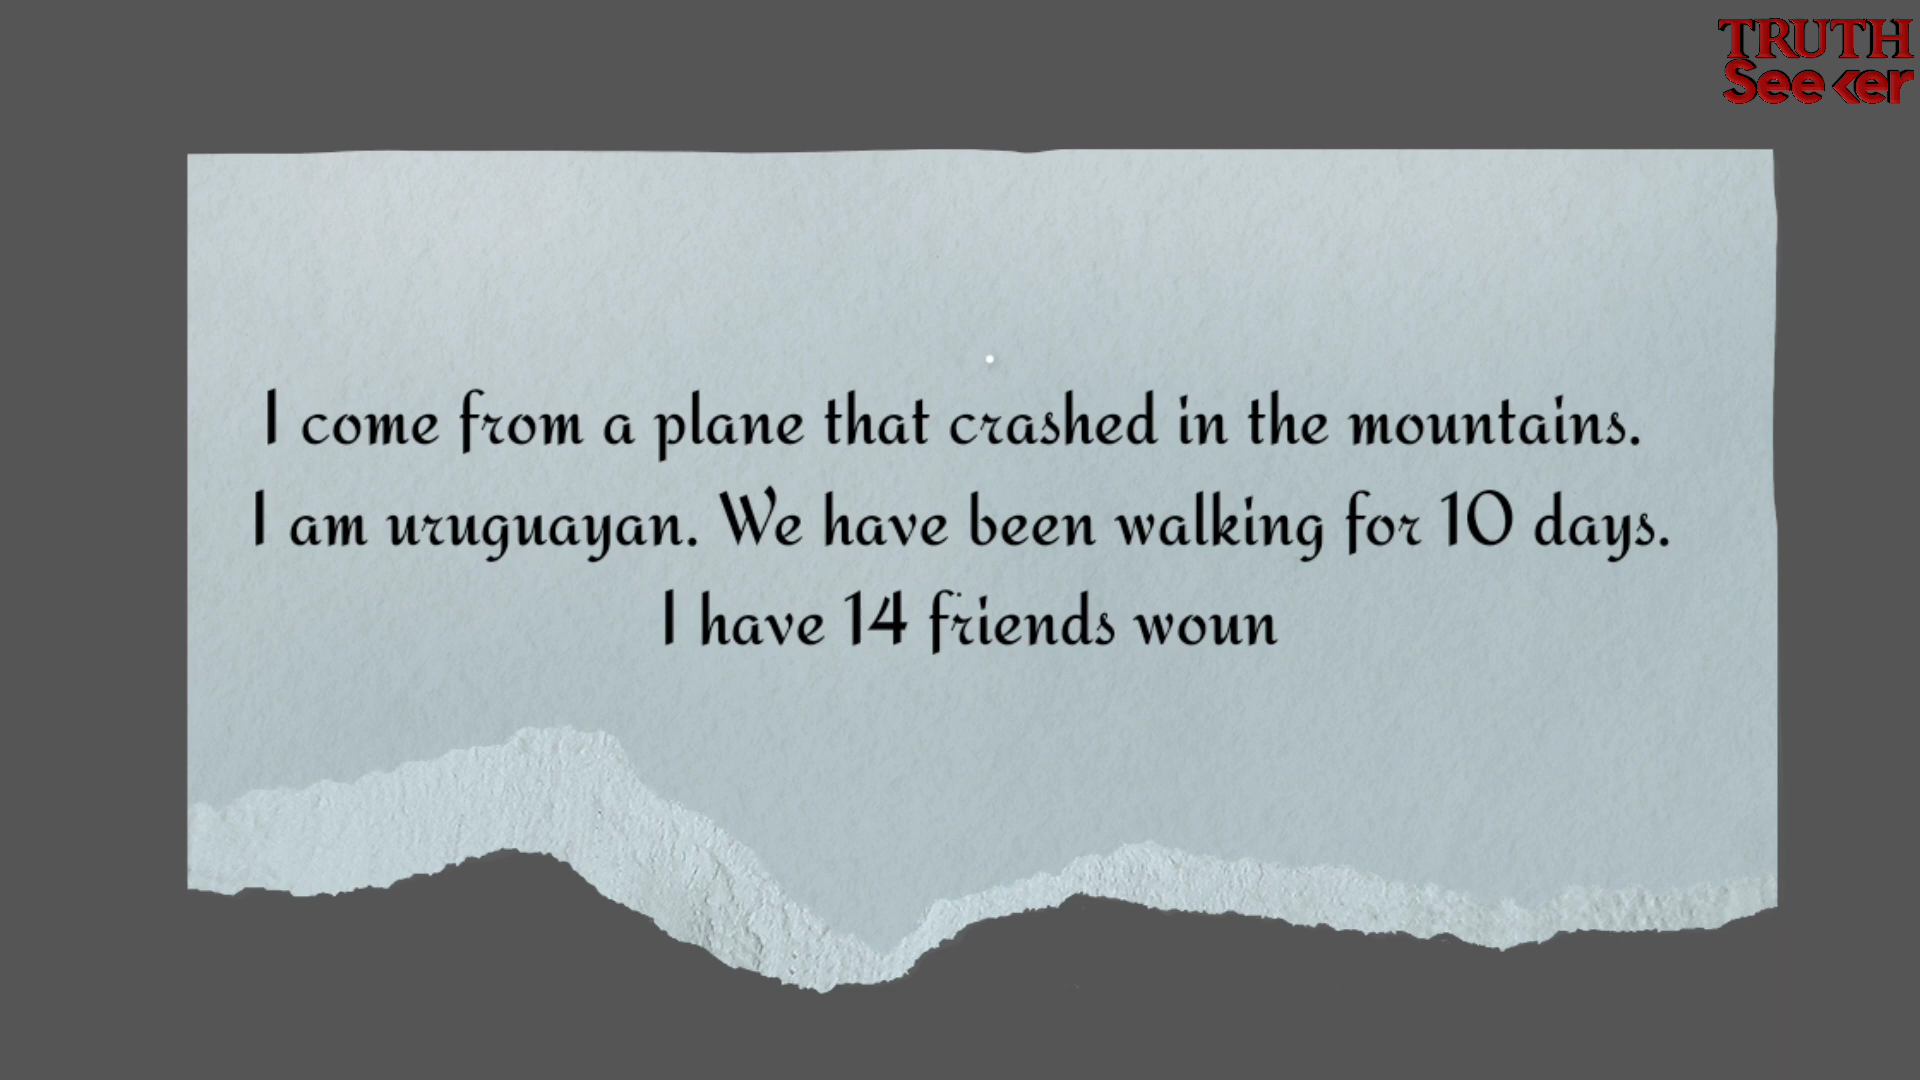 TRUTH
Seeker
I come from a plane that crashed in the mountains.
I am uruguayan. We have been walking for 10 days.
I have 14 friends woun